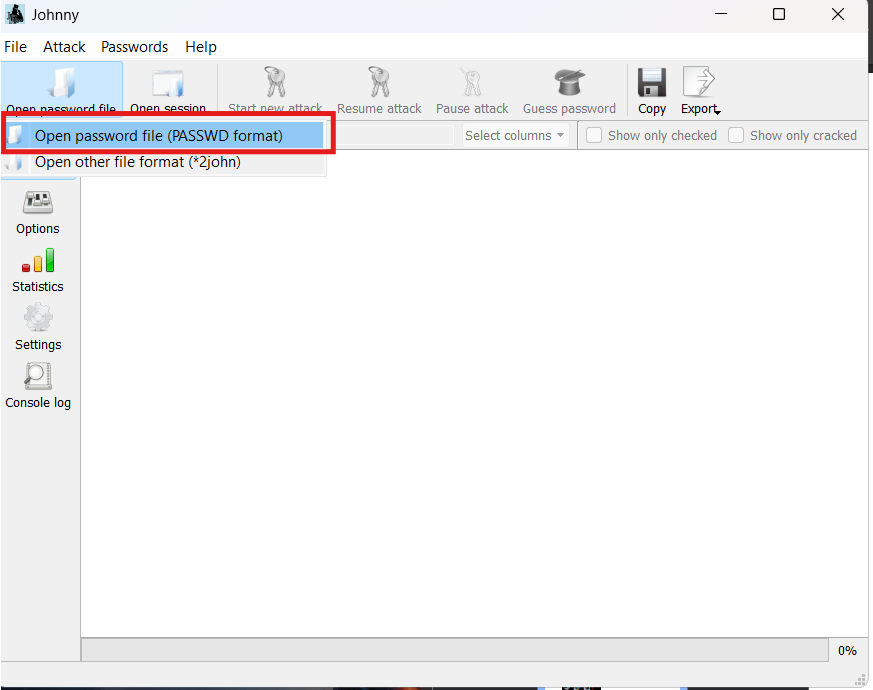 Johnny
File Attack Passwords Help
Open password file Open session Start new attack Resume attack Pause attack Guess password Copy Export
Open password file (PASSWD format) Select columns Show only checked Show only cracked
Open other file format (*2john)
Options
Statistics
Settings
Console log
0%